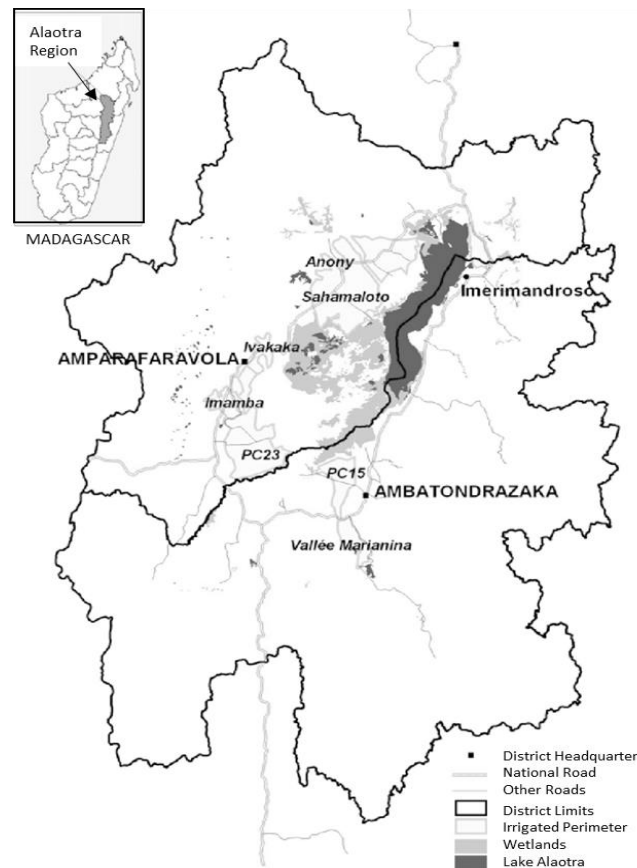 Alaotra
Region
MADAGASCAR
Anony
Sahamaloto
Imerimandroso
Ivakaka
AMPARAFARAVOLA
Imamba
PC23
PC15
AMBATONDRAZAKA
Vallée Marianina
District Headquarter
National Road
Other Roads
District Limits
Irrigated Perimeter
Wetlands
Lake Alaotra